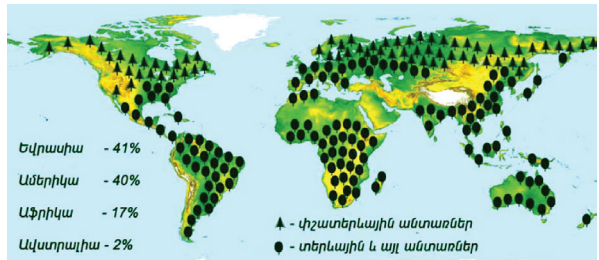 Եվրասիա - 41%
Ամերիկա - 40%
Աֆրիկա - 17%
Ավստրալիա - 2%
- փշատերևային անտառներ
- տերևային և այլ անտառներ